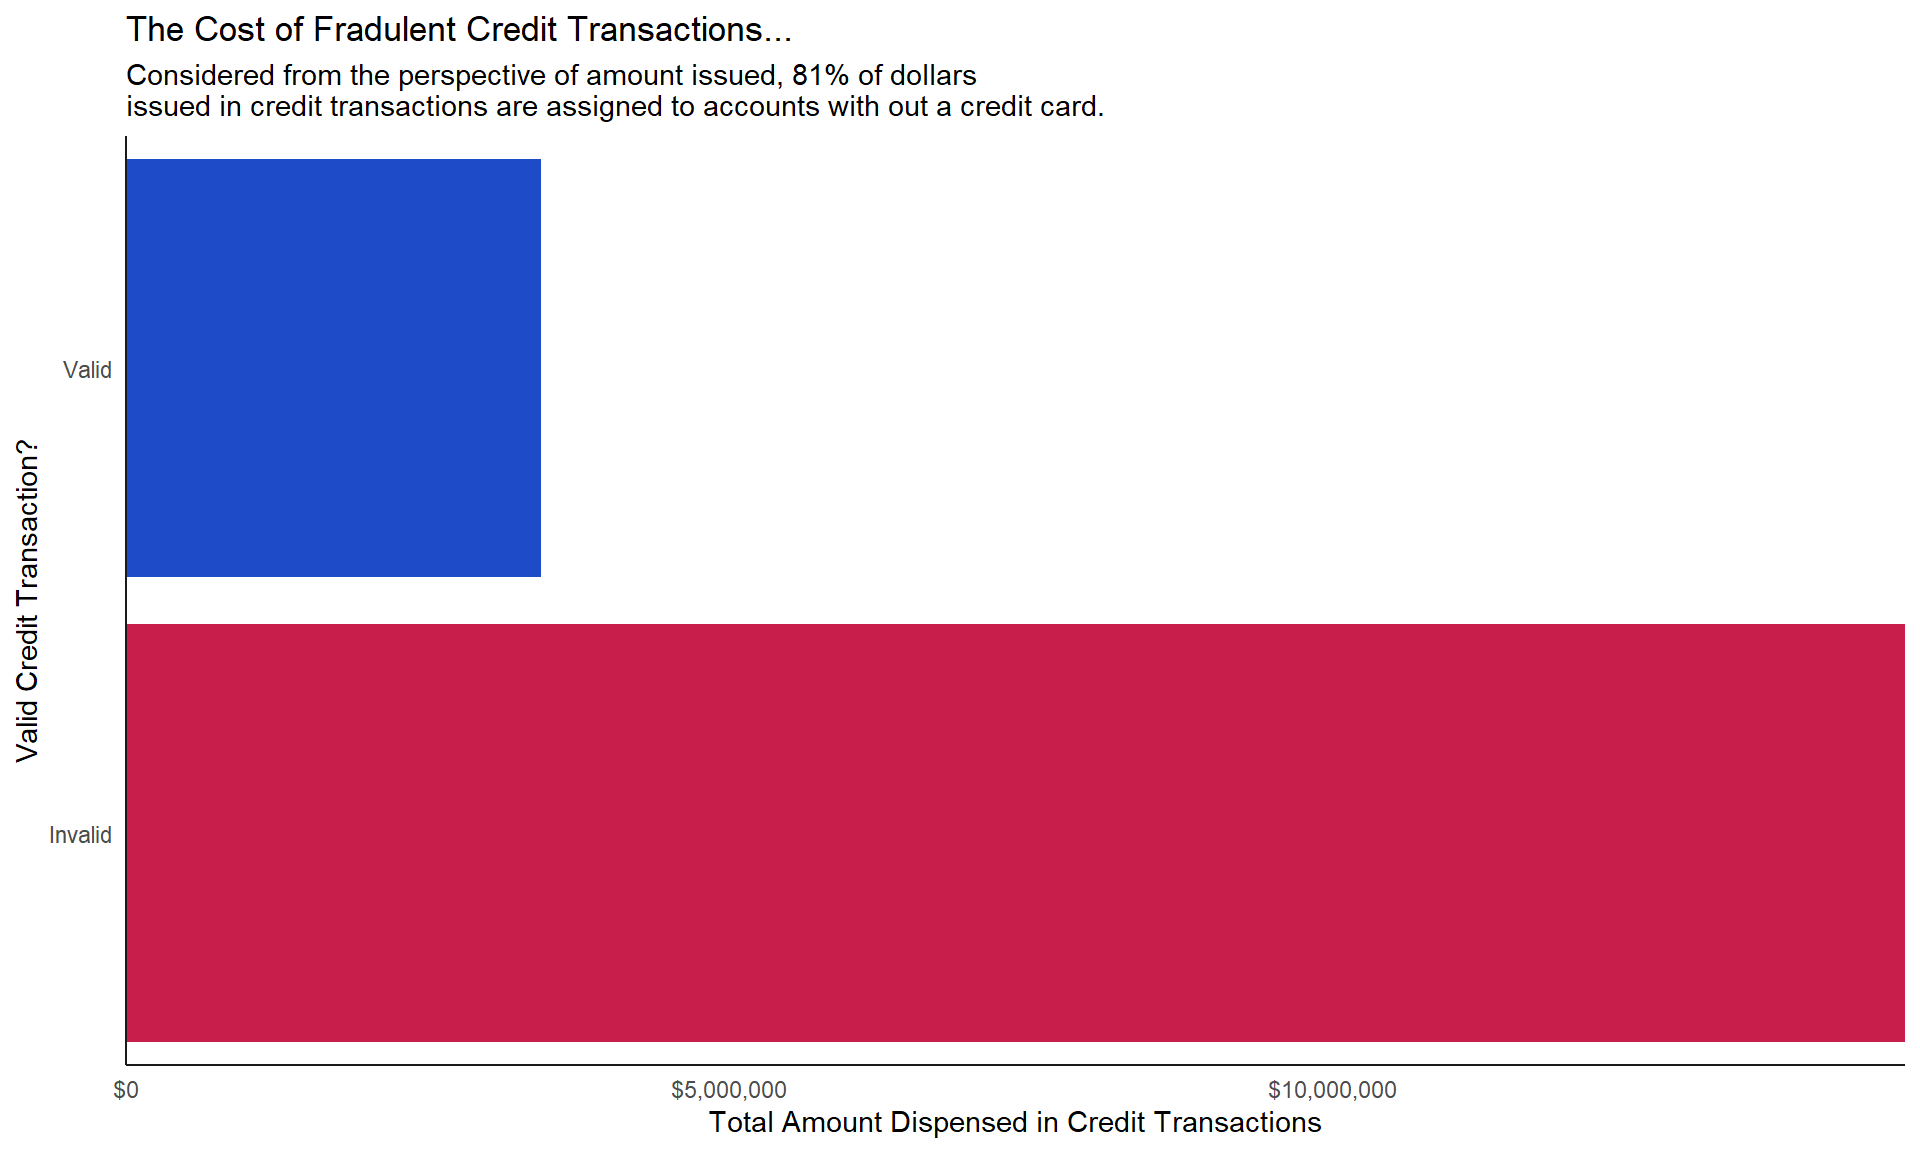 The Cost of Fradulent Credit Transactions...
Considered from the perspective of amount issued, 81% of dollars
issued in credit transactions are assigned to accounts with out a credit card.
Valid Credit Transaction?
Valid
Invalid
$0
$5,000,000
$10,000,000
Total Amount Dispensed in Credit Transactions